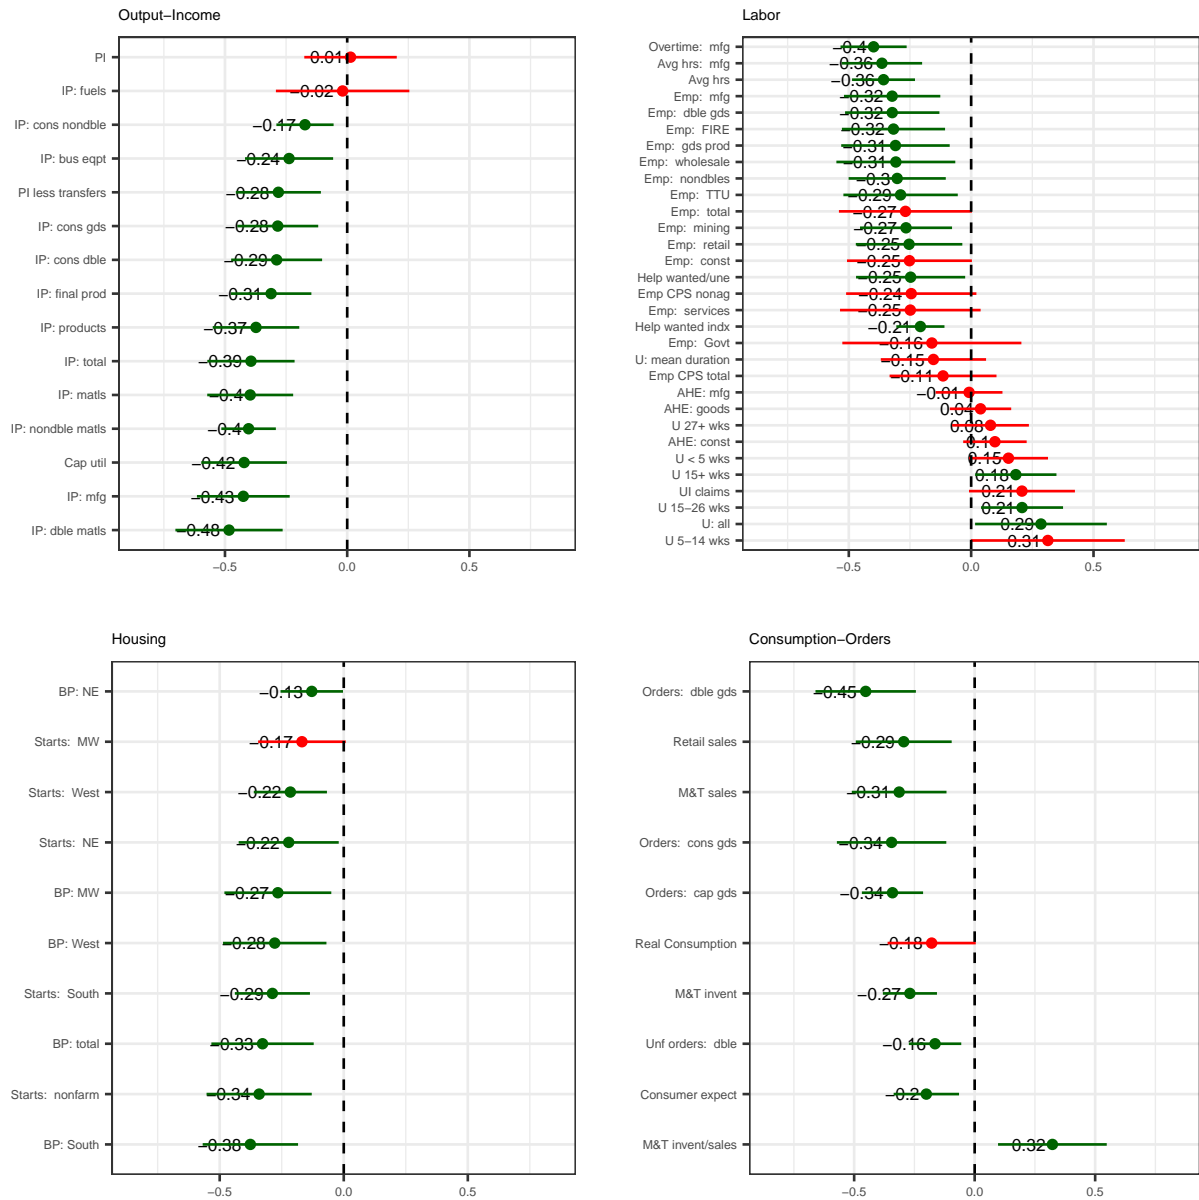 Output−Income
PI
0.01
IP: fuels
−0.02
IP: cons nondble
−0.17
IP: bus eqpt
−0.24
PI less transfers
−0.28
IP: cons gds
−0.28
IP: cons dble
−0.29
IP: final prod
−0.31
IP: products
−0.37
IP: total
−0.39
IP: matls
−0.4
IP: nondble matls
−0.4
Cap util
−0.42
IP: mfg
−0.43
IP: dble matls
−0.48
−0.5 0.0 0.5
Labor
Overtime: mfg
−0.4
Avg hrs: mfg
−0.36
Avg hrs
−0.36
Emp: mfg
−0.32
Emp: dble gds
−0.32
Emp: FIRE
−0.32
Emp: gds prod
−0.31
Emp: wholesale
−0.31
Emp: nondbles
−0.3
Emp: TTU
−0.29
Emp: total
−0.27
Emp: mining
−0.27
Emp: retail
−0.25
Emp: const
−0.25
Help wanted/une
−0.25
Emp CPS nonag
−0.24
Emp: services
−0.25
Help wanted indx
−0.21
Emp: Govt
−0.16
U: mean duration
−0.15
Emp CPS total
−0.11
AHE: mfg
−0.01
AHE: goods
0.04
U 27+ wks
0.08
AHE: const
0.1
U < 5 wks
0.15
U 15+ wks
0.18
UI claims
0.21
U 15−26 wks
0.21
U: all
0.29
U 5−14 wks
0.31
−0.5 0.0 0.5
Housing
BP: NE
−0.13
Starts: MW
−0.17
Starts: West
−0.22
Starts: NE
−0.22
BP: MW
−0.27
BP: West
−0.28
Starts: South
−0.29
BP: total
−0.33
Starts: nonfarm
−0.34
BP: South
−0.38
−0.5 0.0 0.5
Consumption−Orders
Orders: dble gds
−0.45
Retail sales
−0.29
M&T sales
−0.31
Orders: cons gds
−0.34
Orders: cap gds
−0.34
Real Consumption
−0.18
M&T invent
−0.27
Unf orders: dble
−0.16
Consumer expect
−0.2
M&T invent/sales
0.32
−0.5 0.0 0.5